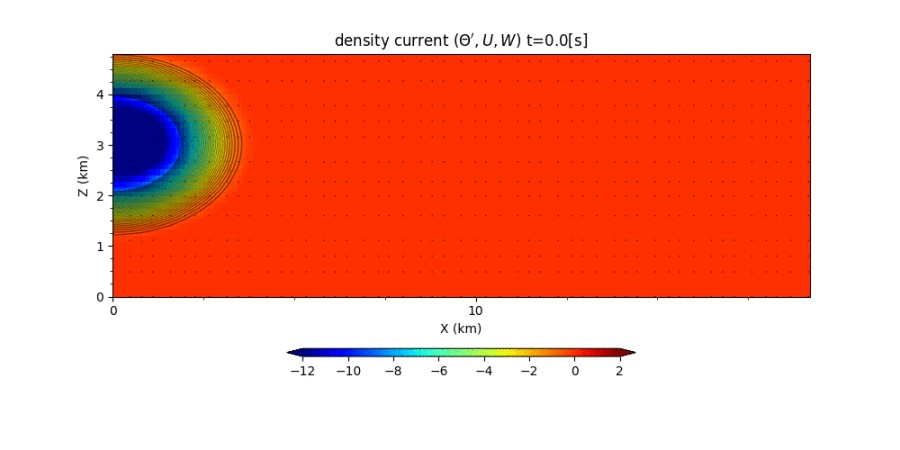 density current (Θ′, U, W) t=0.0[s]
4
3
2
1
0
Z (km)
0 10
X (km)
−12 −10 −8 −6 −4 −2 0 2